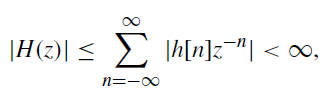 |H(z)| ≤ ∑_{n=−∞}^{∞} |h[n]z^{−n}| < ∞,